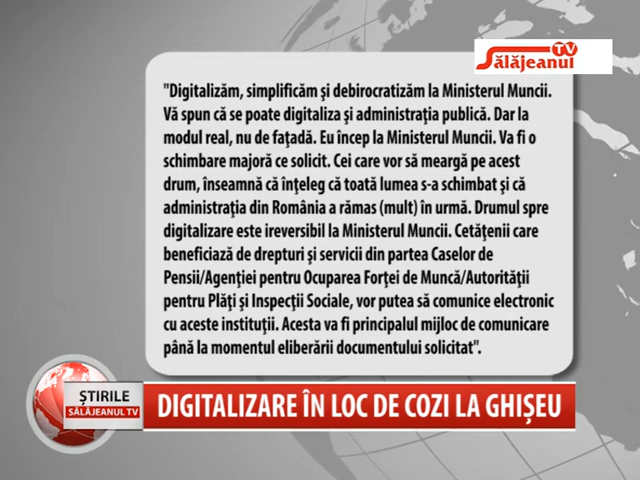 Sălăjeanul TV
"Digitalizăm, simplificăm şi debirocratizăm la Ministerul Muncii.
Vă spun că se poate digitaliza şi administraţia publică. Dar la
modul real, nu de faţadă. Eu încep la Ministerul Muncii. Va fi o
schimbare majoră ce solicit. Cei care vor să meargă pe acest
drum, înseamnă că înţeleg că toată lumea s-a schimbat şi că
administraţia din România a rămas (mult) în urmă. Drumul spre
digitalizare este ireversibil la Ministerul Muncii. Cetăţenii care
beneficiază de drepturi şi servicii din partea Caselor de
Pensii/Agenţiei pentru Ocuparea Forţei de Muncă/Autorităţii
pentru Plăţi şi Inspecţii Sociale, vor putea să comunice electronic
cu aceste instituţii. Acesta va fi principalul mijloc de comunicare
până la momentul eliberării documentului solicitat".
ŞTIRILE
SĂLĂJEANUL TV
DIGITALIZARE ÎN LOC DE COZI LA GHIŞEU